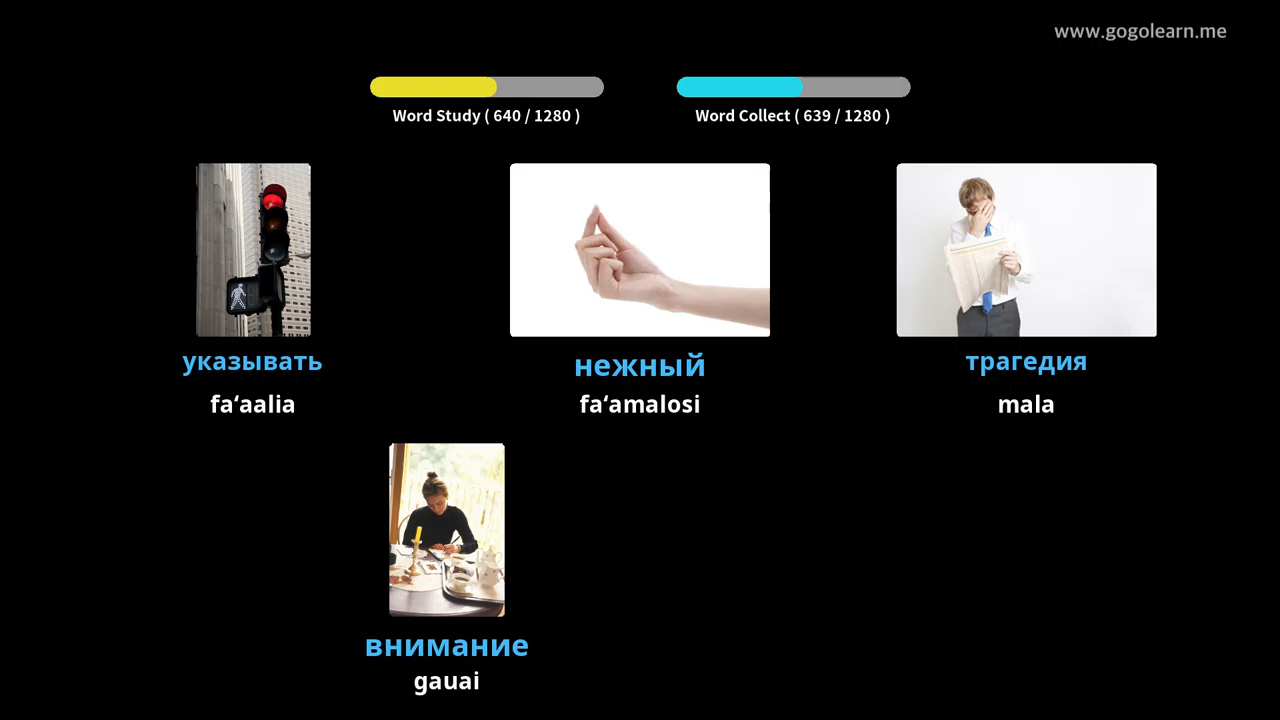 www.gogolearn.me
Word Study ( 640 / 1280 )
Word Collect ( 639 / 1280 )
указывать
нежный
трагедия
fa‘aalia
fa‘amalosi
mala
внимание
gauai